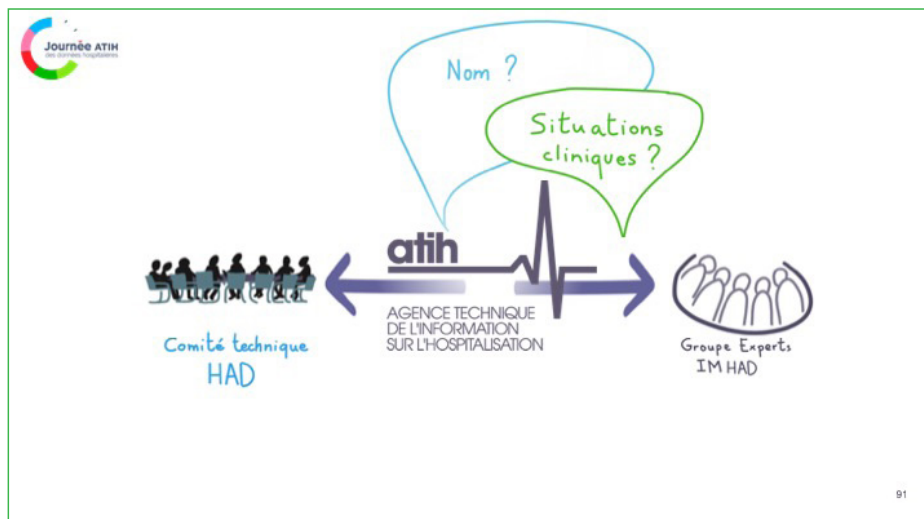 Journée ATIH
des données hospitalières
Nom ?
Situations
cliniques ?
atih
AGENCE TECHNIQUE
DE L'INFORMATION
SUR L'HOSPITALISATION
Comité technique
HAD
Groupe Experts
IM HAD
91